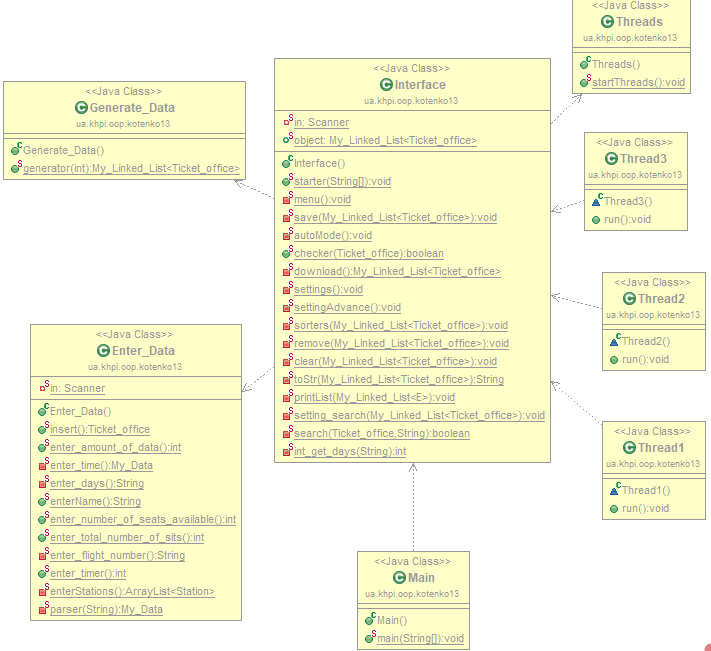 <<Java Class>>
Threads
ua.khpi.oop.kotenko13
Threads()
startThreads():void
<<Java Class>>
Interface
ua.khpi.oop.kotenko13
in: Scanner
object: My_Linked_List<Ticket_office>
Interface()
starter(String[]):void
menu():void
save(My_Linked_List<Ticket_office>):void
autoMode():void
checker(Ticket_office):boolean
download():My_Linked_List<Ticket_office>
settings():void
settingAdvance():void
sorters(My_Linked_List<Ticket_office>):void
remove(My_Linked_List<Ticket_office>):void
clear(My_Linked_List<Ticket_office>):void
toStr(My_Linked_List<Ticket_office>):String
printList(My_Linked_List<E>):void
setting_search(My_Linked_List<Ticket_office>):void
search(Ticket_office,String):boolean
int_get_days(String):int
<<Java Class>>
Generate_Data
ua.khpi.oop.kotenko13
Generate_Data()
generator(int):My_Linked_List<Ticket_office>
<<Java Class>>
Thread3
ua.khpi.oop.kotenko13
Thread3()
run():void
<<Java Class>>
Thread2
ua.khpi.oop.kotenko13
Thread2()
run():void
<<Java Class>>
Enter_Data
ua.khpi.oop.kotenko13
in: Scanner
Enter_Data()
insert():Ticket_office
enter_amount_of_data():int
enter_time():My_Data
enter_days():String
enterName():String
enter_number_of_seats_available():int
enter_total_number_of_sits():int
enter_flight_number():String
enter_timer():int
enterStations():ArrayList<Station>
parser(String):My_Data
<<Java Class>>
Thread1
ua.khpi.oop.kotenko13
Thread1()
run():void
<<Java Class>>
Main
ua.khpi.oop.kotenko13
Main()
main(String[]):void